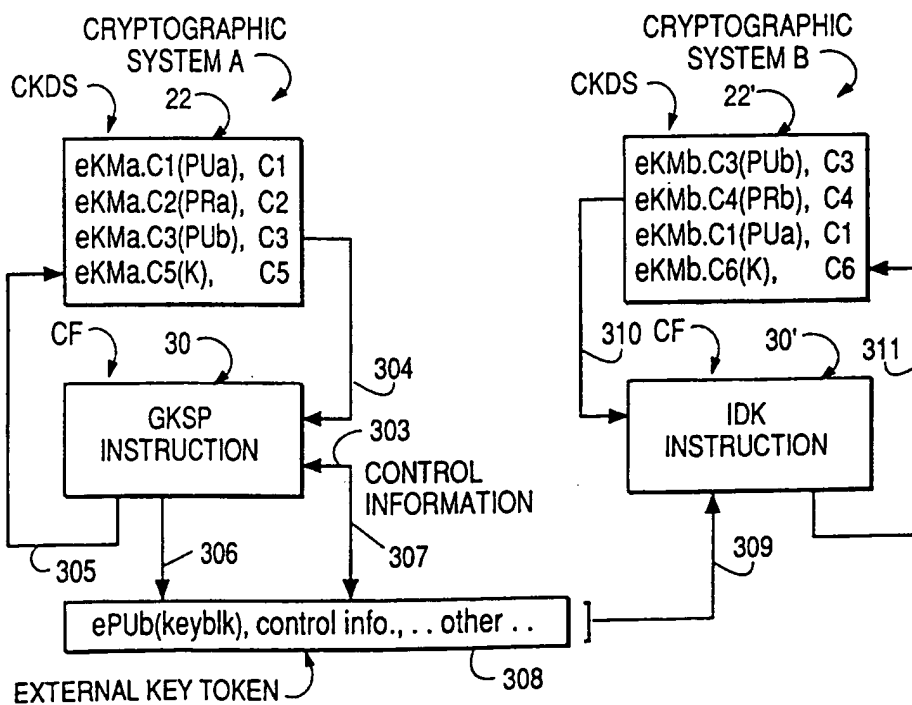 CRYPTOGRAPHIC
SYSTEM A
CKDS
22
eKMa.C1(PUa), C1
eKMa.C2(PRa), C2
eKMa.C3(PUb), C3
eKMa.C5(K), C5
CF
30
304
GKSP
INSTRUCTION
303
CONTROL
INFORMATION
305
306
307
ePUb(keyblk), control info., . . other . .
EXTERNAL KEY TOKEN
308
CRYPTOGRAPHIC
SYSTEM B
CKDS
22'
eKMb.C3(PUb), C3
eKMb.C4(PRb), C4
eKMb.C1(PUa), C1
eKMb.C6(K), C6
310
CF
30'
311
IDK
INSTRUCTION
309